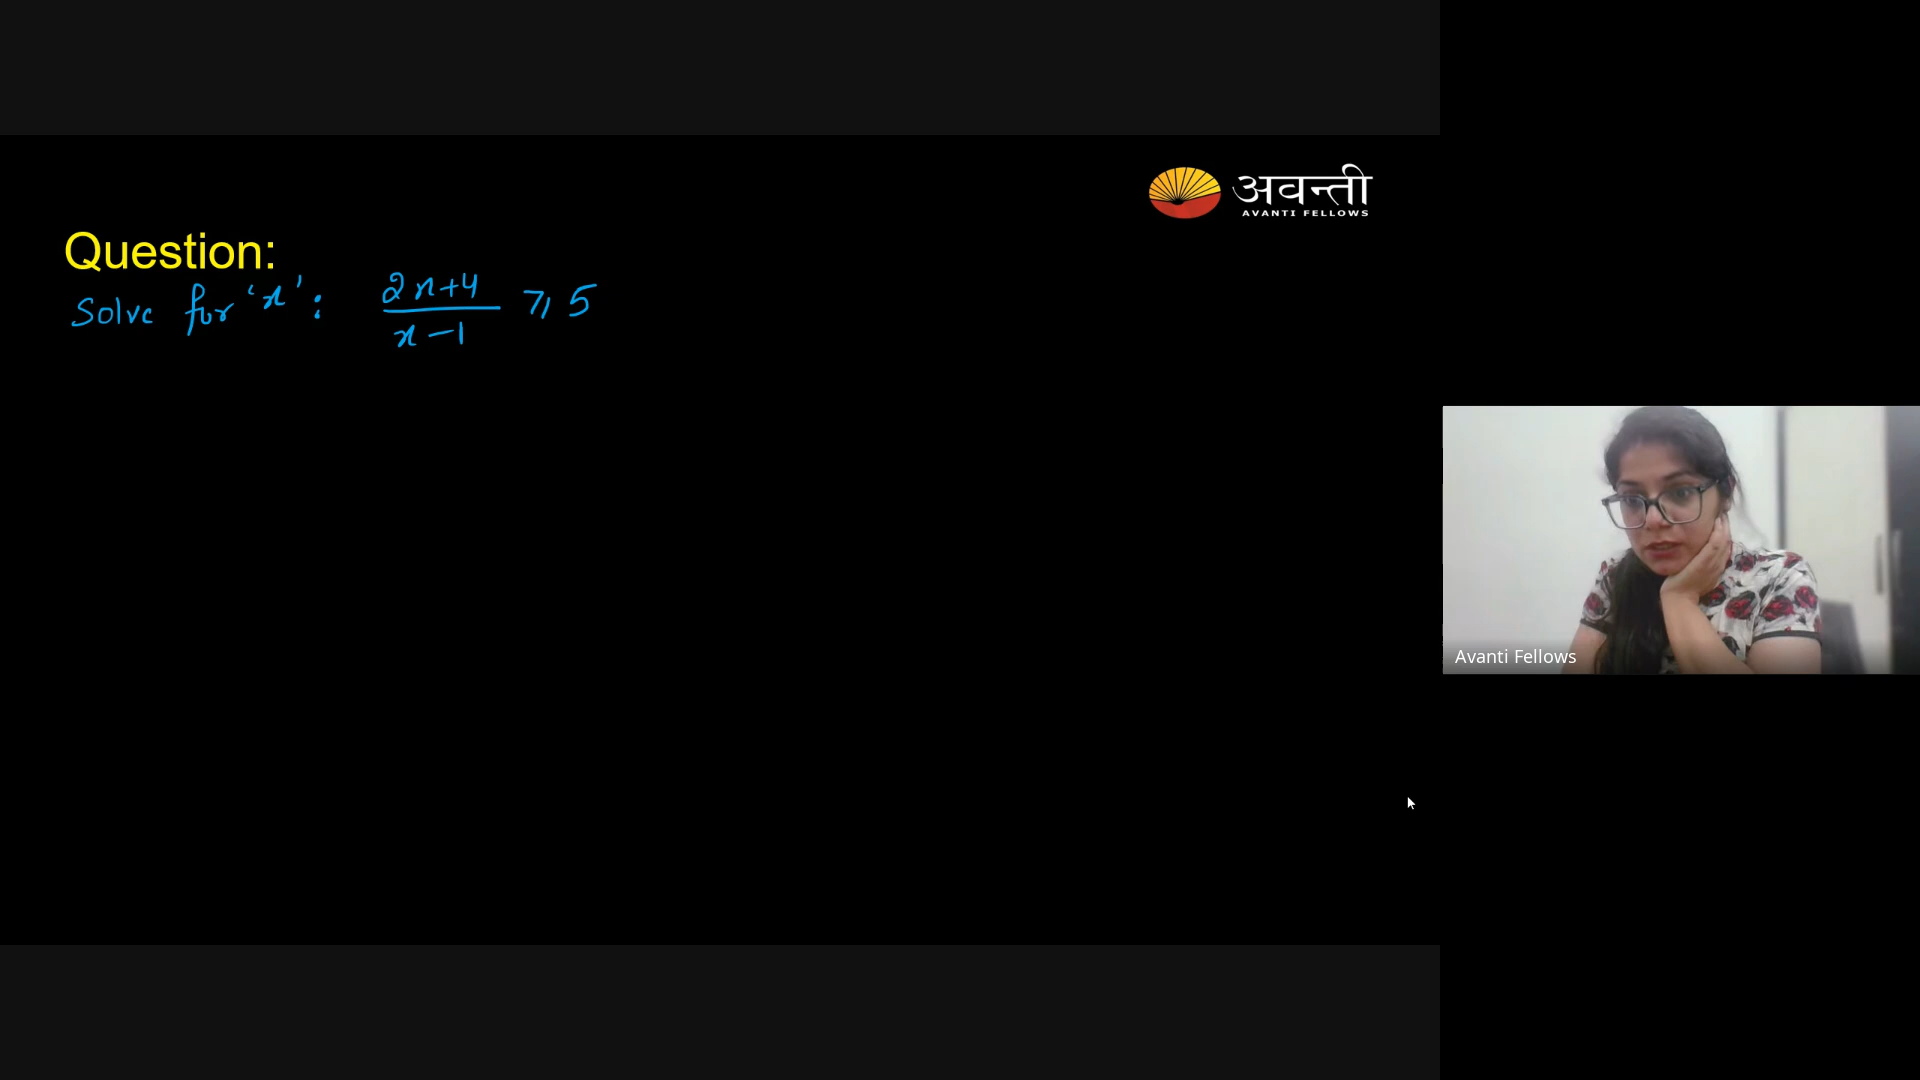 अवन्ती
AVANTI FELLOWS
Question:
Solve for 'x': (2x+4)/(x-1) ≥ 5
Avanti Fellows